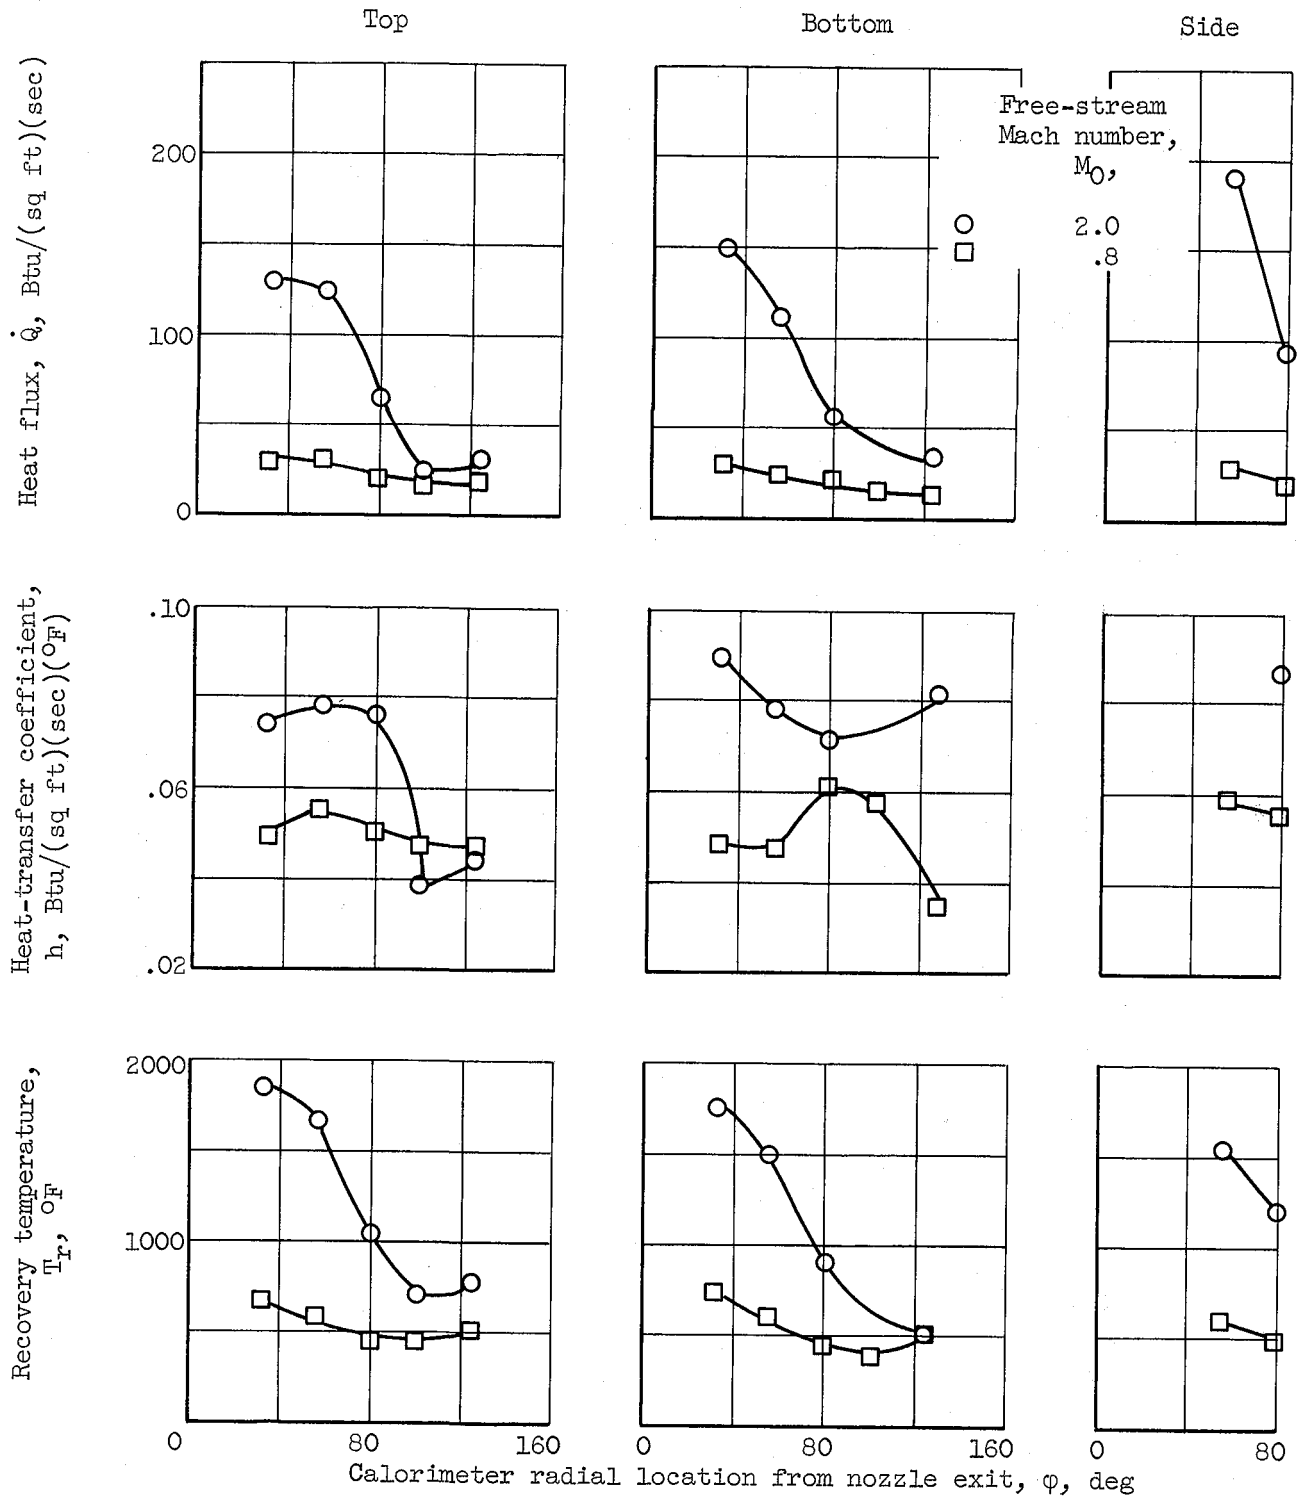 Top
Bottom
Side
Heat flux, Q̇, Btu/(sq ft)(sec)
200
100
0
Free-stream
Mach number,
M0,
2.0
.8
Heat-transfer coefficient,
h, Btu/(sq ft)(sec)(°F)
.10
.06
.02
Recovery temperature,
Tr, °F
2000
1000
0 80 160
0 80 160
0 80
Calorimeter radial location from nozzle exit, φ, deg